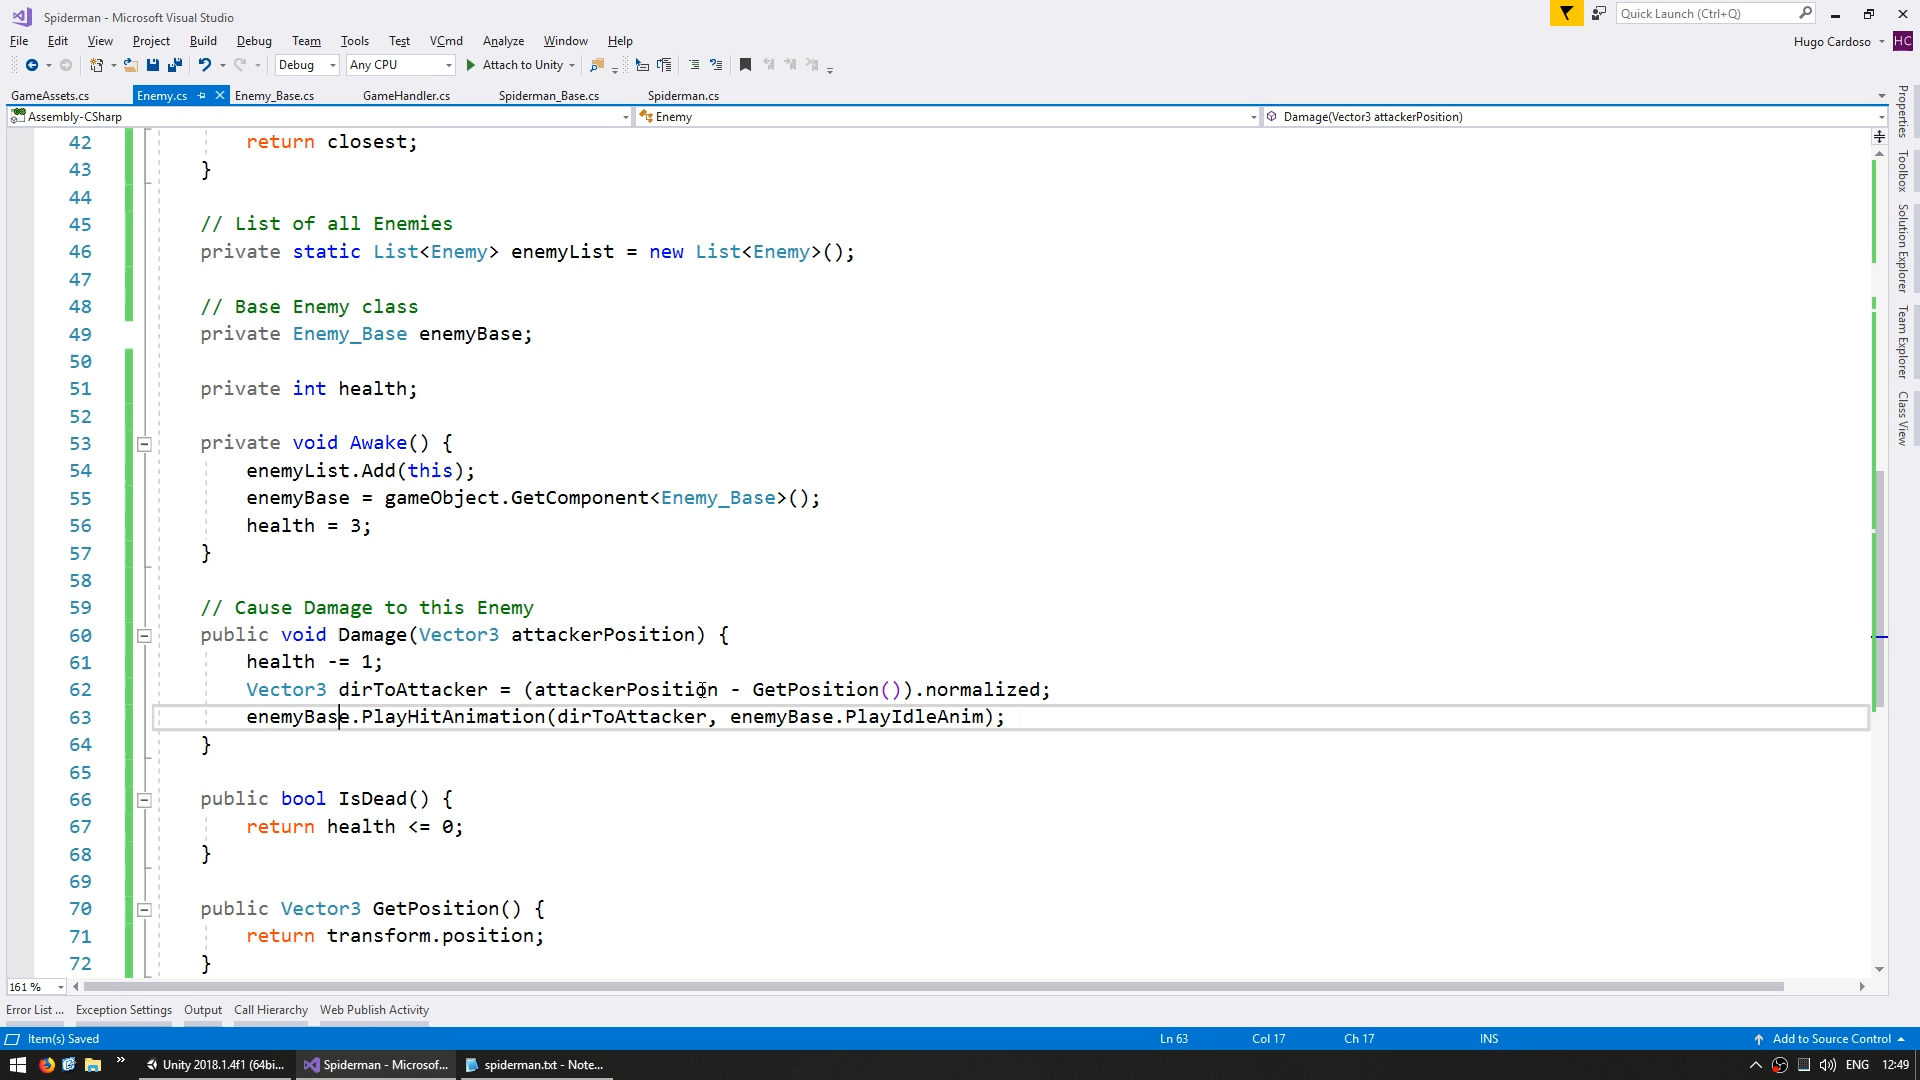 Spiderman - Microsoft Visual Studio
Quick Launch (Ctrl+Q)
File Edit View Project Build Debug Team Tools Test VCmd Analyze Window Help
Hugo Cardoso HC
Debug Any CPU Attach to Unity
GameAssets.cs Enemy.cs Enemy_Base.cs GameHandler.cs Spiderman_Base.cs Spiderman.cs
Assembly-CSharp Enemy Damage(Vector3 attackerPosition)
42 return closest;
43 }
44
45 // List of all Enemies
46 private static List<Enemy> enemyList = new List<Enemy>();
47
48 // Base Enemy class
49 private Enemy_Base enemyBase;
50
51 private int health;
52
53 private void Awake() {
54 enemyList.Add(this);
55 enemyBase = gameObject.GetComponent<Enemy_Base>();
56 health = 3;
57 }
58
59 // Cause Damage to this Enemy
60 public void Damage(Vector3 attackerPosition) {
61 health -= 1;
62 Vector3 dirToAttacker = (attackerPosition - GetPosition()).normalized;
63 enemyBase.PlayHitAnimation(dirToAttacker, enemyBase.PlayIdleAnim);
64 }
65
66 public bool IsDead() {
67 return health <= 0;
68 }
69
70 public Vector3 GetPosition() {
71 return transform.position;
72 }
Properties
Toolbox
Solution Explorer
Team Explorer
Class View
161 %
Error List ... Exception Settings Output Call Hierarchy Web Publish Activity
Item(s) Saved Ln 63 Col 17 Ch 17 INS Add to Source Control
Unity 2018.1.4f1 (64bi... Spiderman - Microsof... spiderman.txt - Note... ENG 12:49